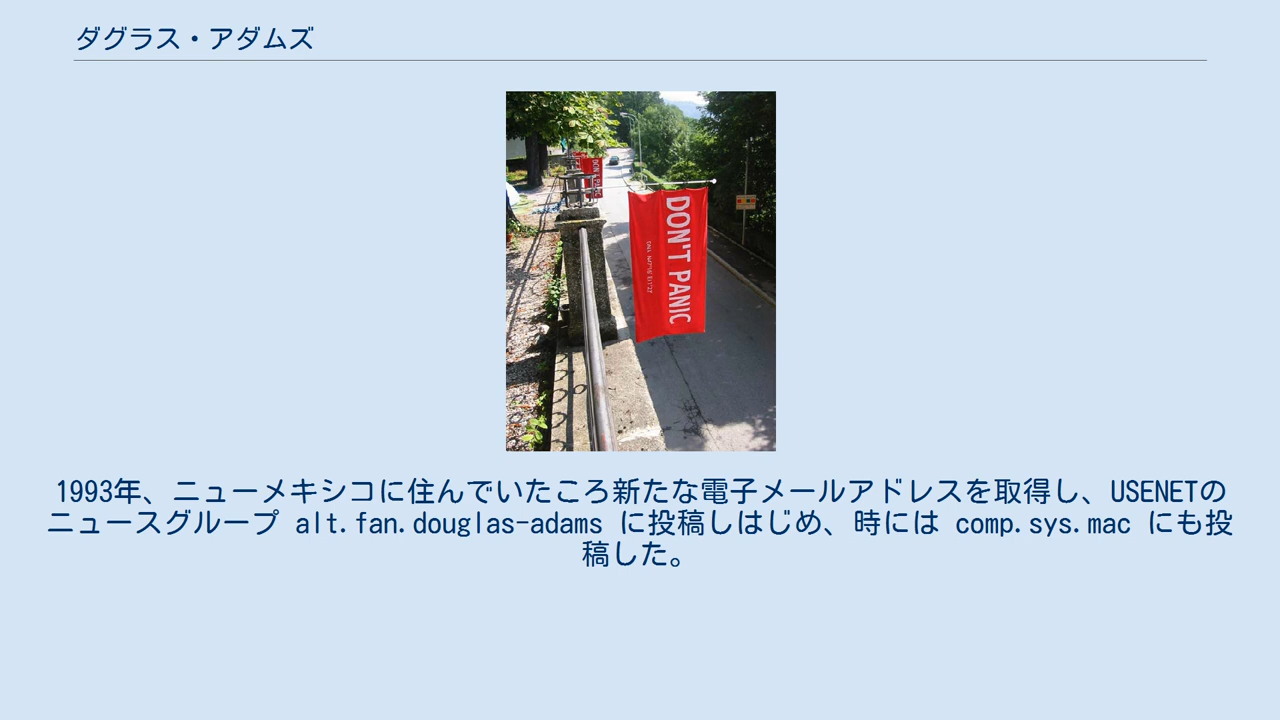 ダグラス・アダムズ
DON'T PANIC
DON'T PANIC
1993年、ニューメキシコに住んでいたころ新たな電子メールアドレスを取得し、USENETの
ニュースグループ alt.fan.douglas-adams に投稿しはじめ、時には comp.sys.mac にも投
稿した。